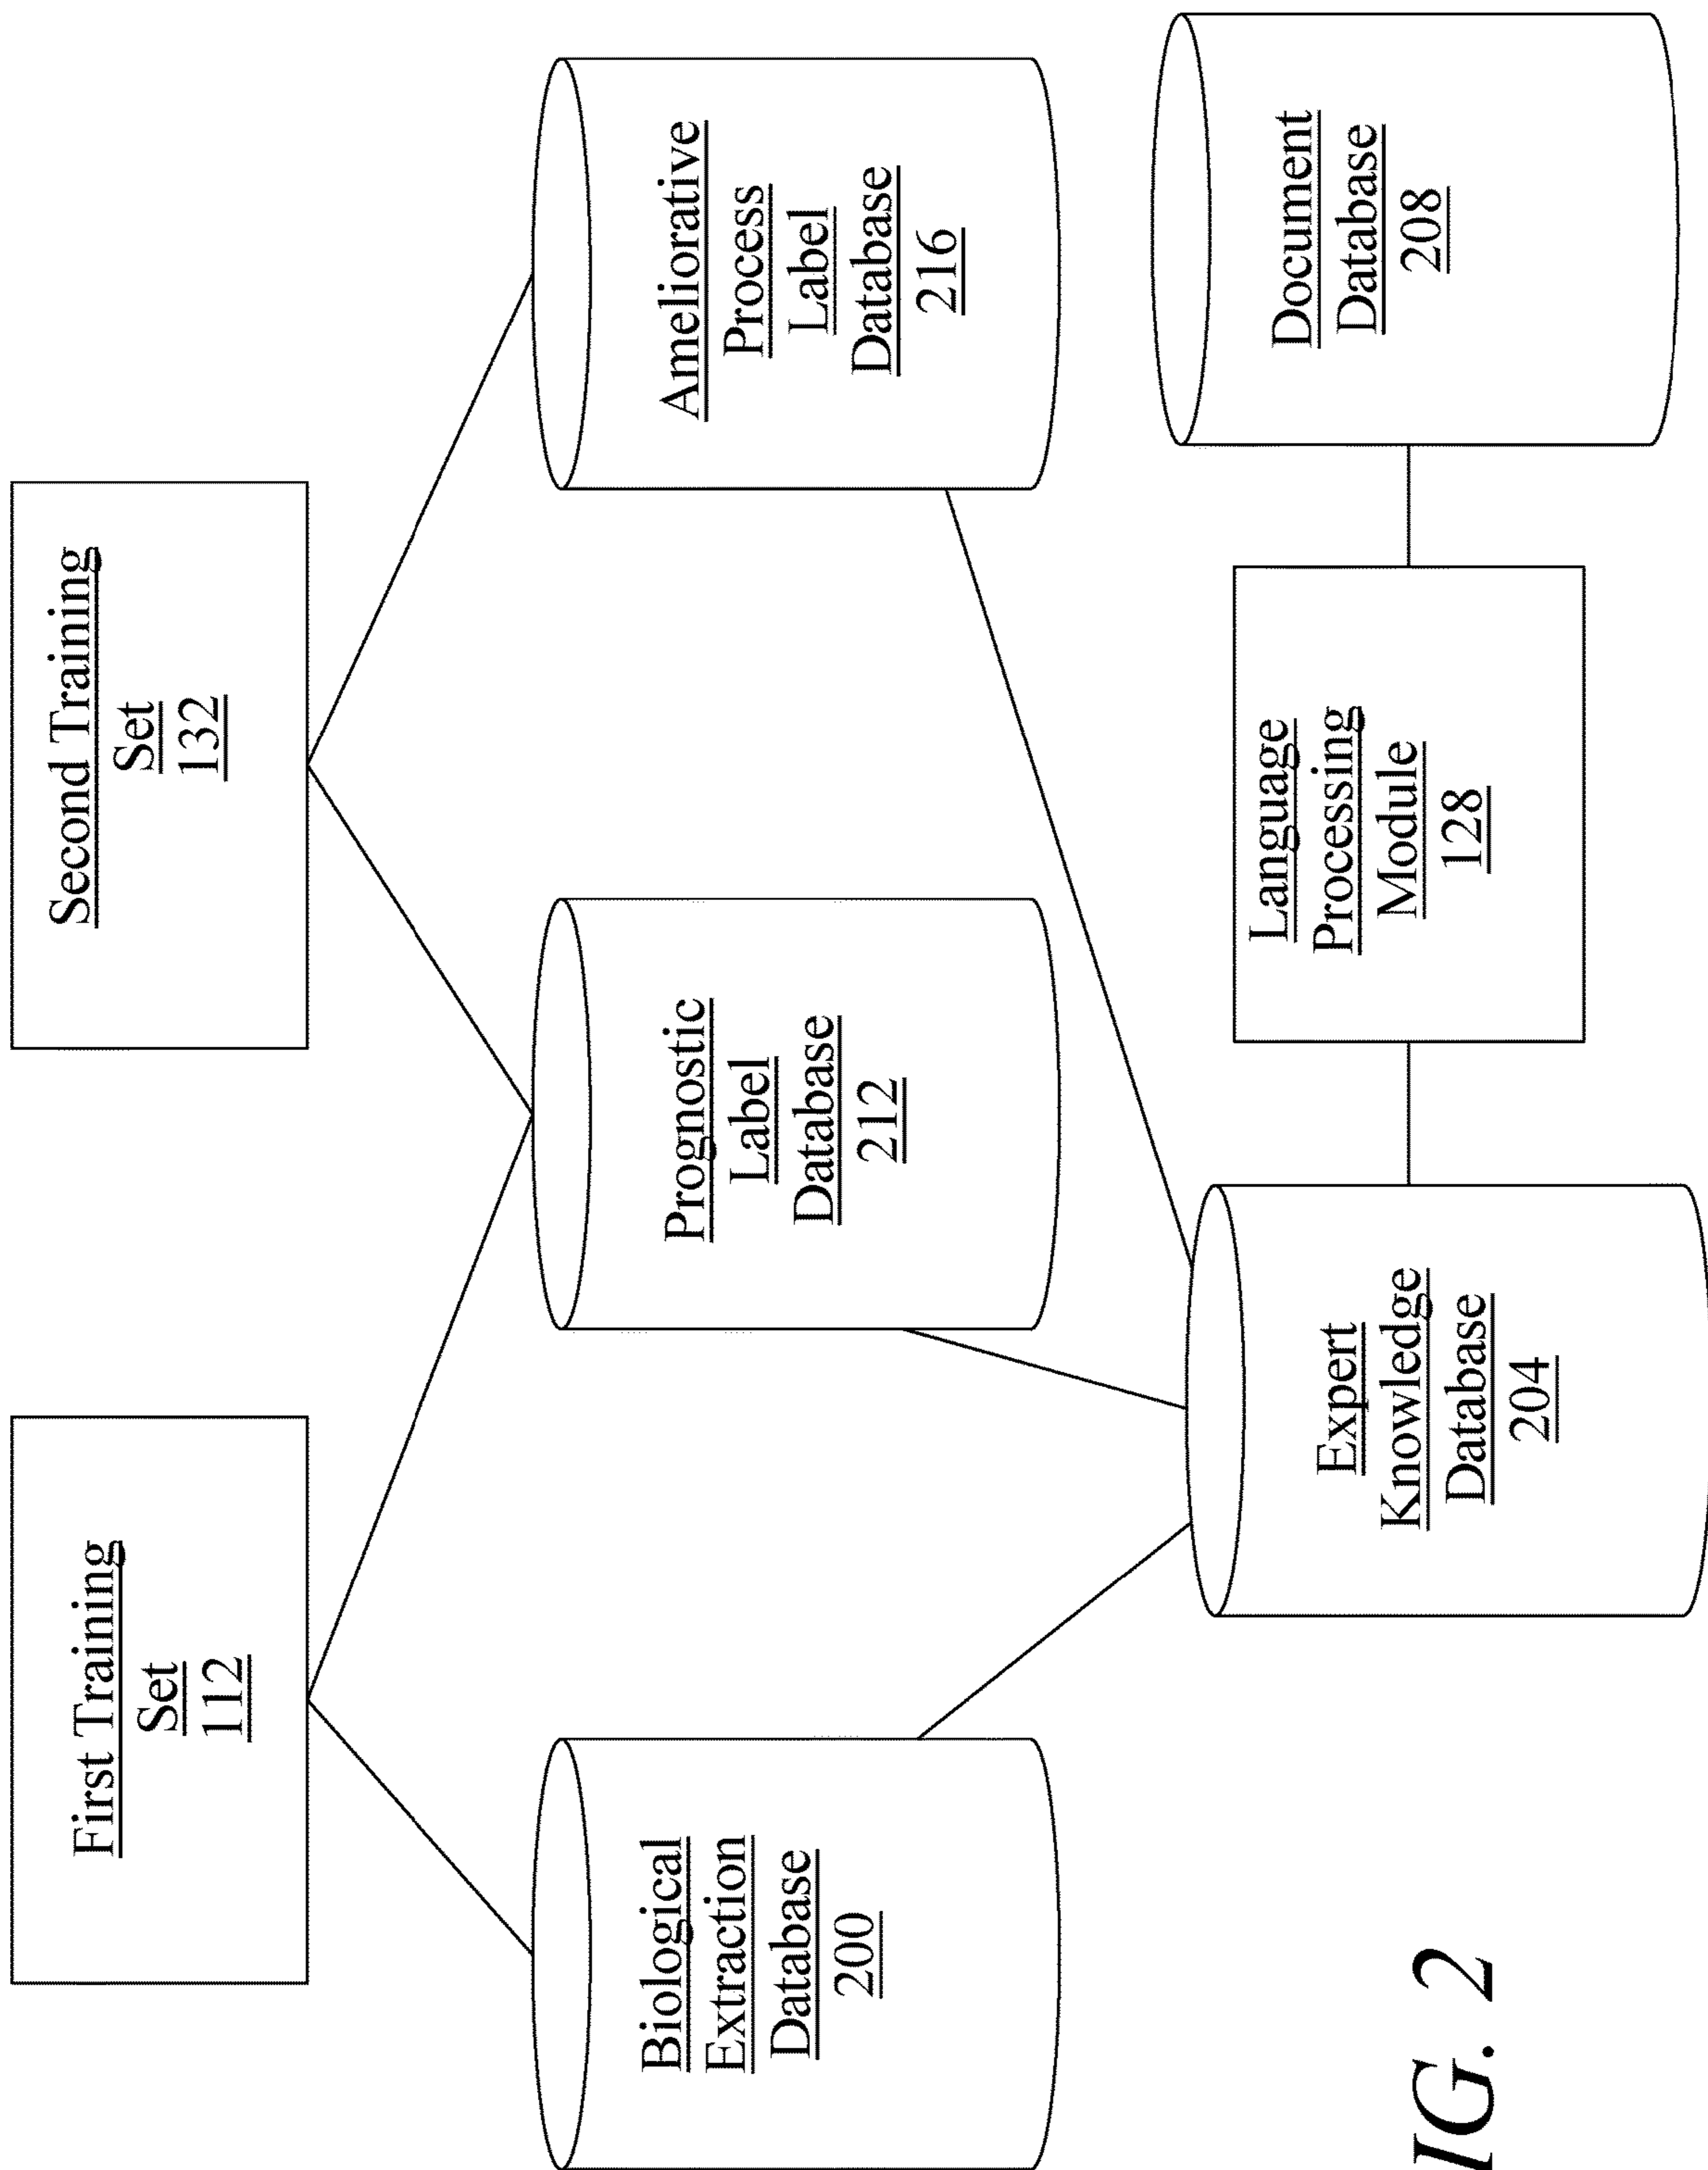 First Training
Set
112
Second Training
Set
132
Biological
Extraction
Database
200
Prognostic
Label
Database
212
Ameliorative
Process
Label
Database
216
Expert
Knowledge
Database
204
Language
Processing
Module
128
Document
Database
208
IG. 2